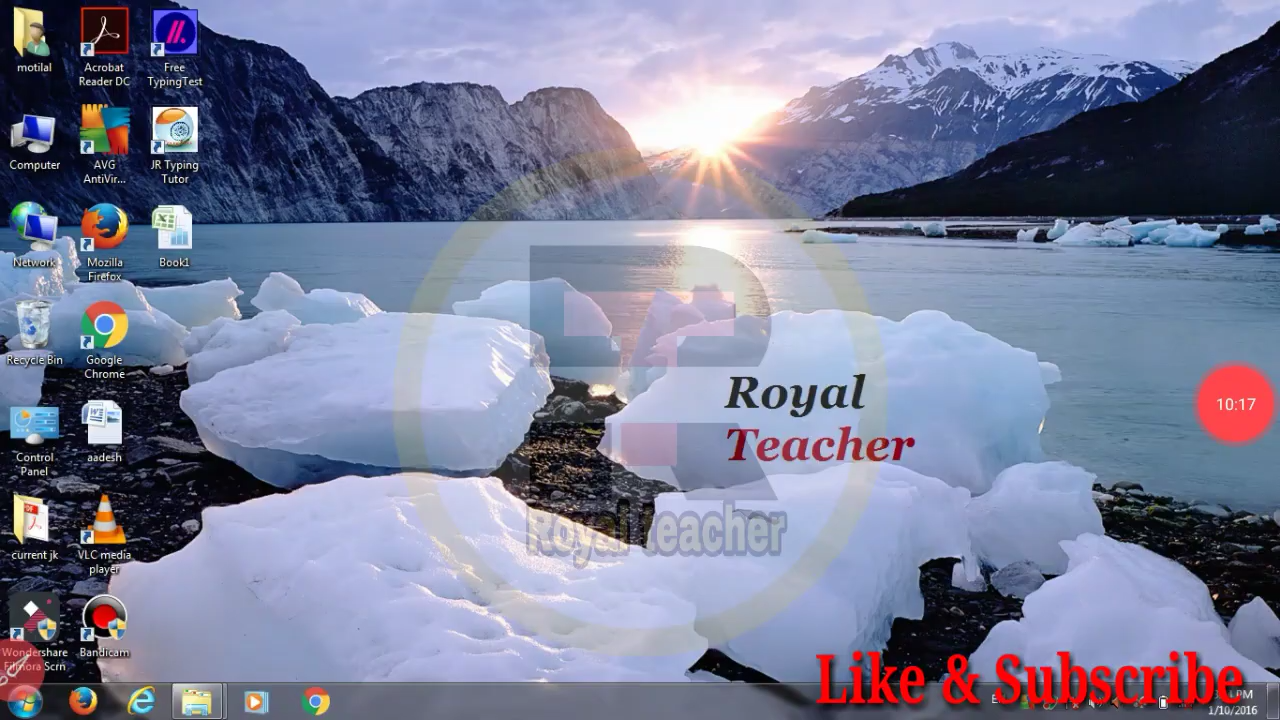 motilal
Acrobat
Reader DC
Free
TypingTest
Computer
AVG
AntiVir...
JR Typing
Tutor
Network
Mozilla
Firefox
Book1
Recycle Bin
Google
Chrome
Control
Panel
aadesh
current jk
VLC media
player
Wondershare
Filmora Scrn
Bandicam
Royal
Teacher
Royal teacher
10:17
Like & Subscribe
PM
1/10/2016